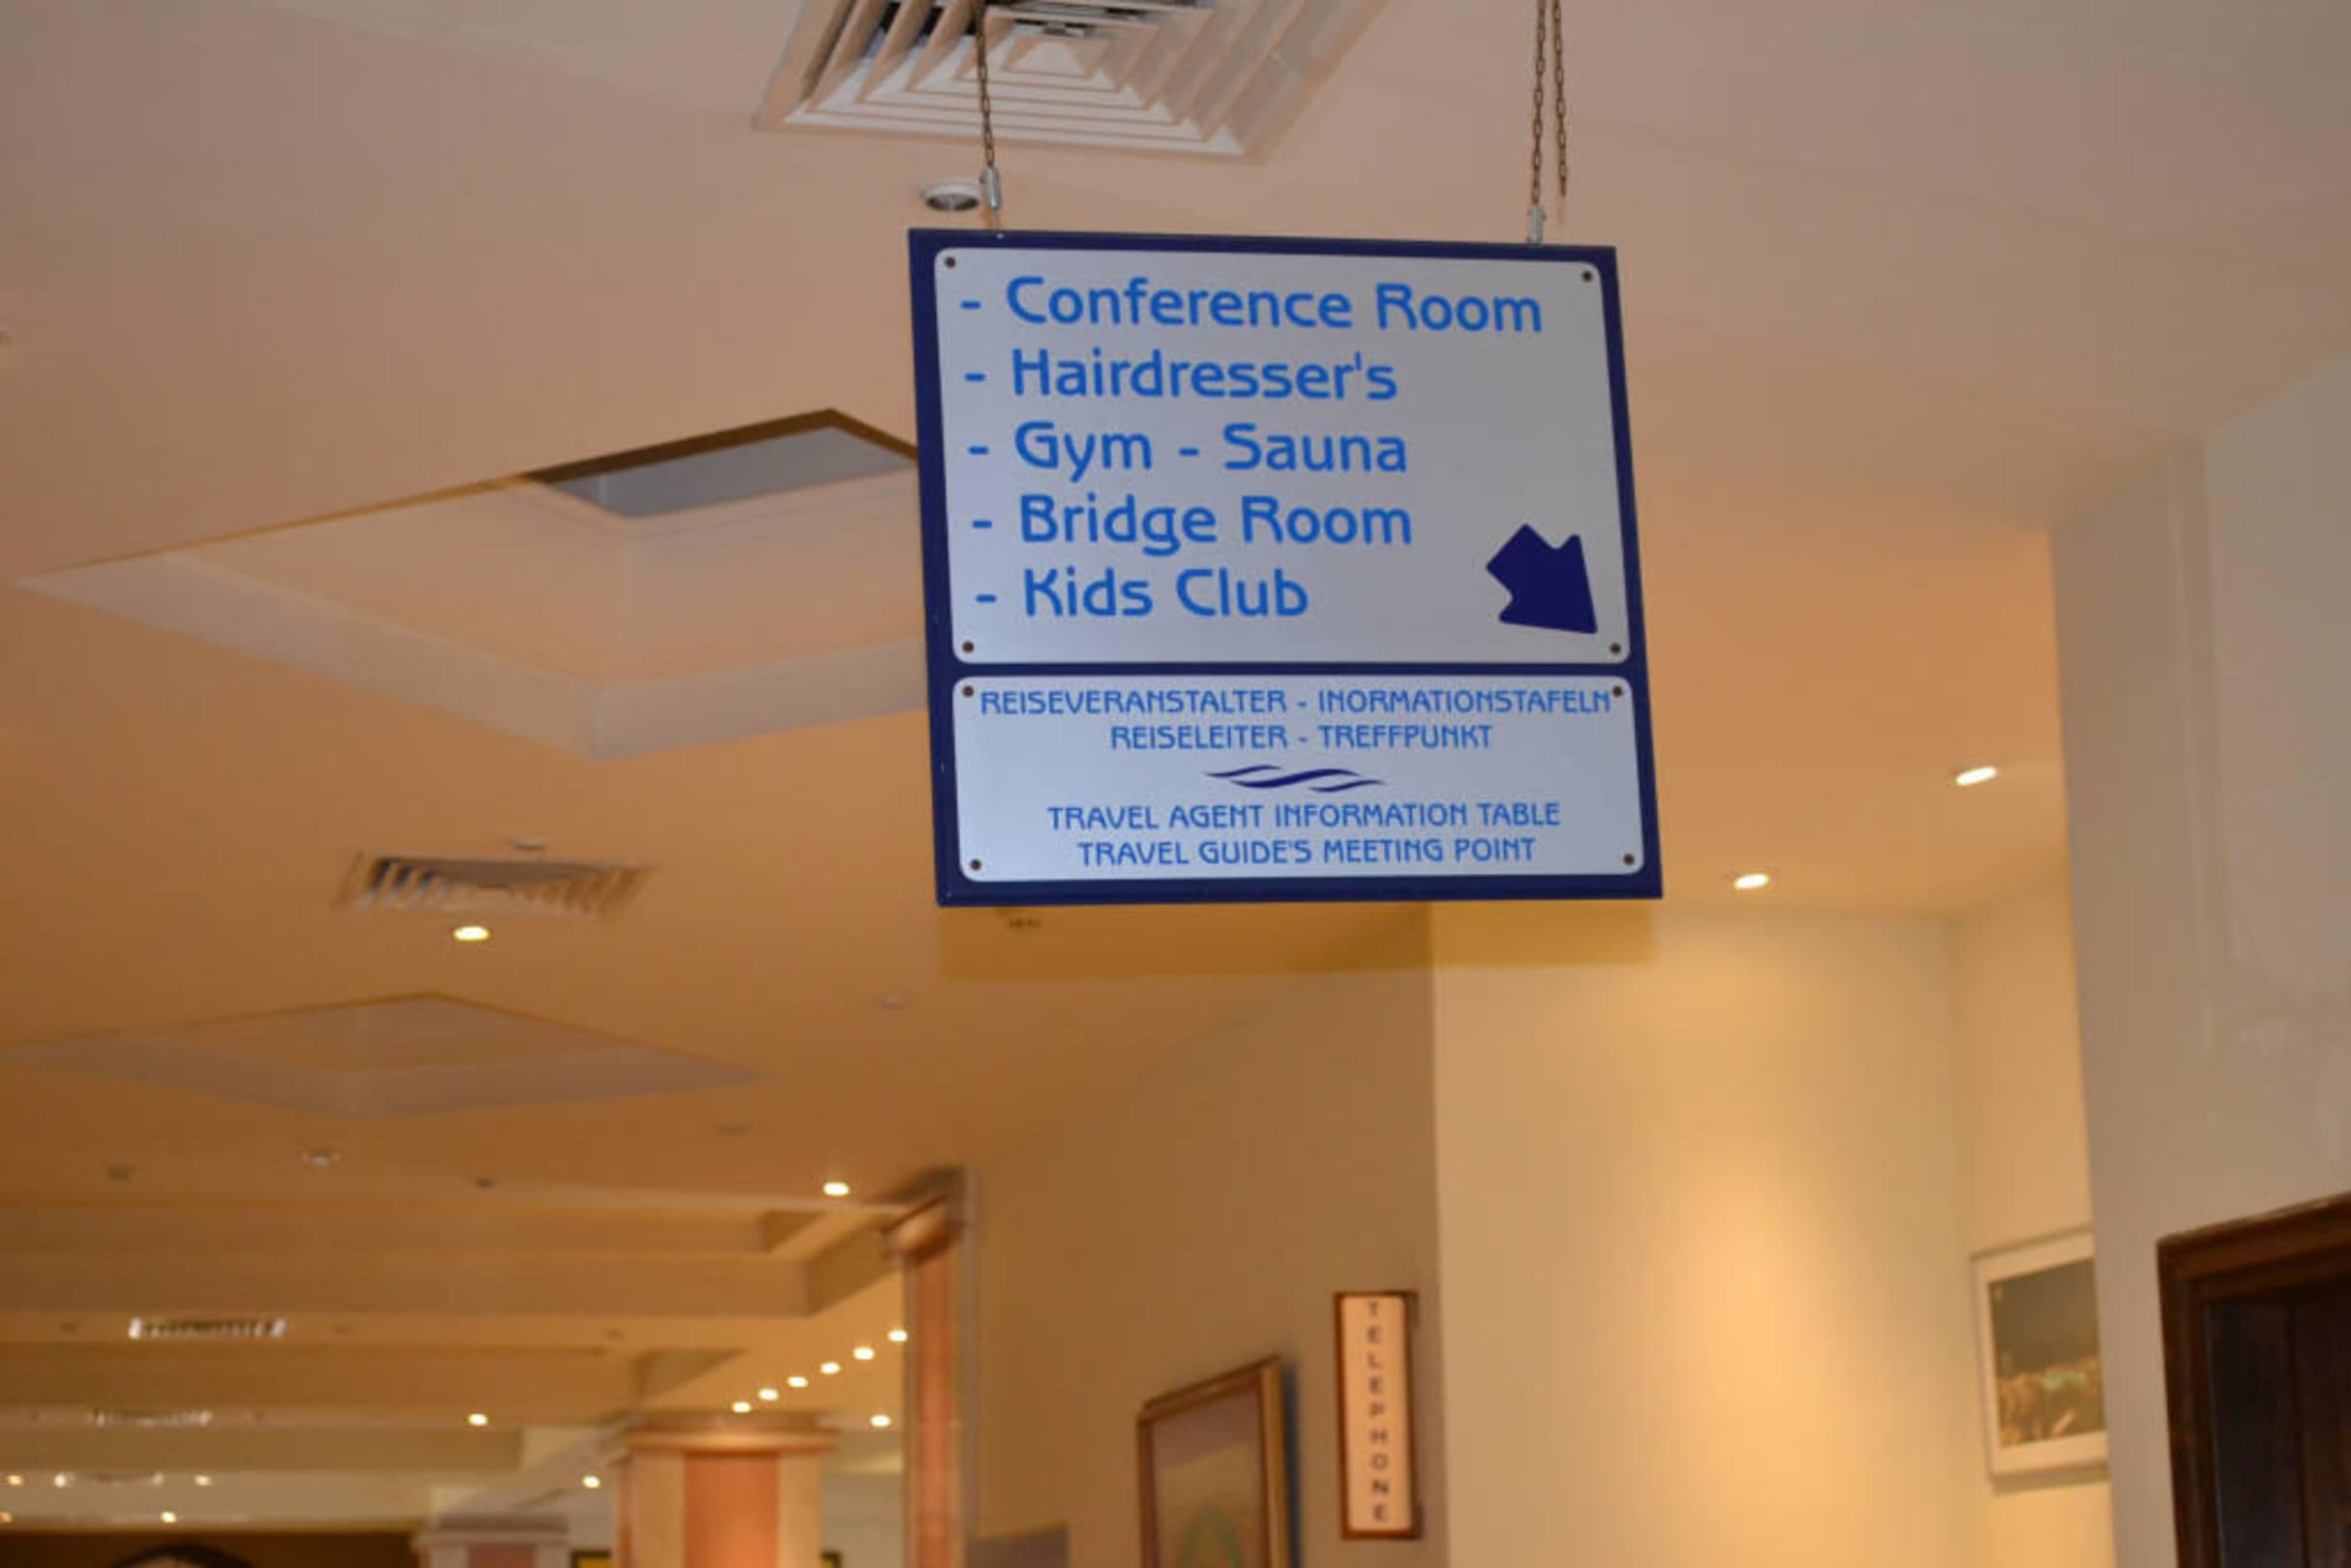 - Conference Room
- Hairdresser's
- Gym - Sauna
- Bridge Room
- Kids Club
REISEVERANSTALTER - INORMATIONSTAFELN
REISELEITER - TREFFPUNKT
TRAVEL AGENT INFORMATION TABLE
TRAVEL GUIDE'S MEETING POINT
TELEPHONE